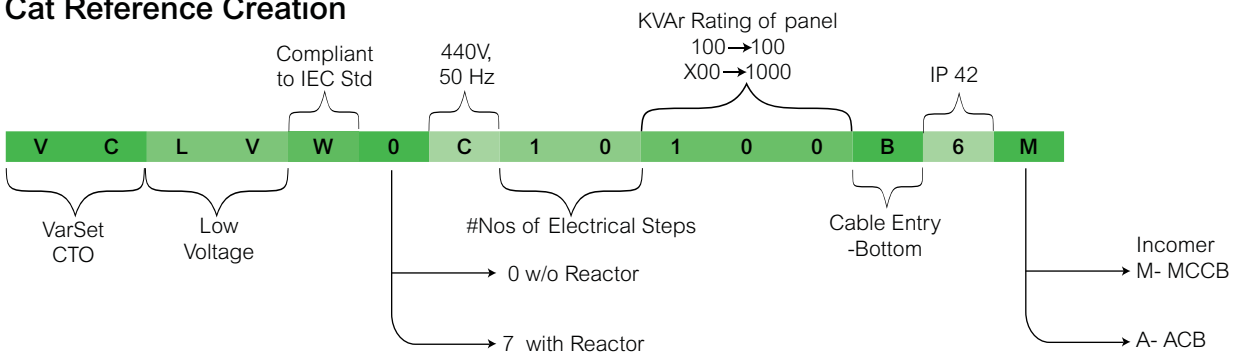 Cat Reference Creation
KVAr Rating of panel
100→100
X00→1000
Compliant
to IEC Std
440V,
50 Hz
IP 42
V C L V W 0 C 1 0 1 0 0 B 6 M
VarSet
CTO
Low
Voltage
#Nos of Electrical Steps
Cable Entry
-Bottom
0 w/o Reactor
7 with Reactor
Incomer
M- MCCB
A- ACB